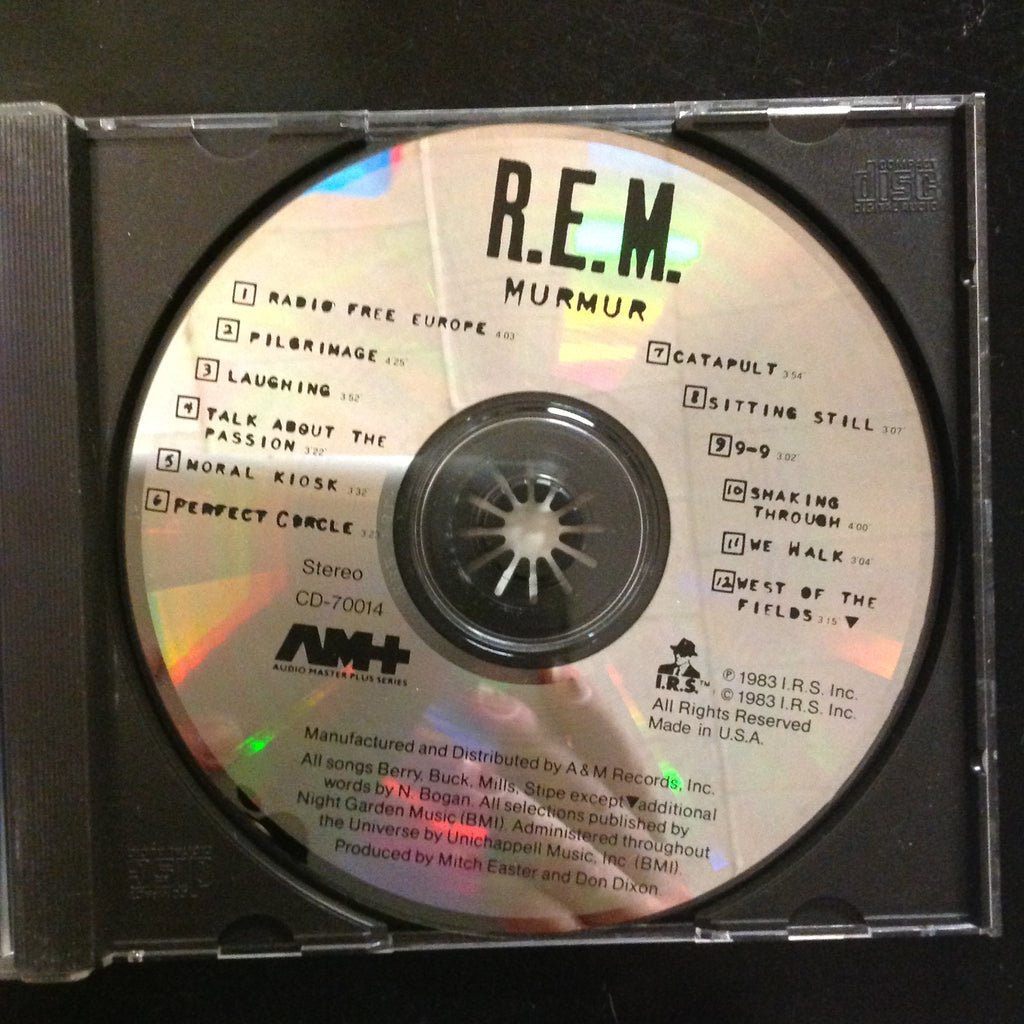 R.E.M.
MURMUR
1 RADIO FREE EUROPE 4:03
2 PILGRIMAGE 4:25
3 LAUGHING 3:52
4 TALK ABOUT THE
PASSION 3:22
5 MORAL KIOSK 3:32
6 PERFECT CIRCLE 3:23
7 CATAPULT 3:54
8 SITTING STILL 3:07
9 9-9 3:02
10 SHAKING
THROUGH 4:00
11 WE WALK 3:04
12 WEST OF THE
FIELDS 3:15 ▼
Stereo
CD-70014
AM+
AUDIO MASTER PLUS SERIES
I.R.S.™
℗ 1983 I.R.S. Inc.
© 1983 I.R.S. Inc.
All Rights Reserved
Made in U.S.A.
Manufactured and Distributed by A & M Records, Inc.
All songs Berry, Buck, Mills, Stipe except ▼ additional
words by N. Bogan. All selections published by
Night Garden Music (BMI). Administered throughout
the Universe by Unichappell Music, Inc. (BMI).
Produced by Mitch Easter and Don Dixon
COMPACT
disc
DIGITAL AUDIO